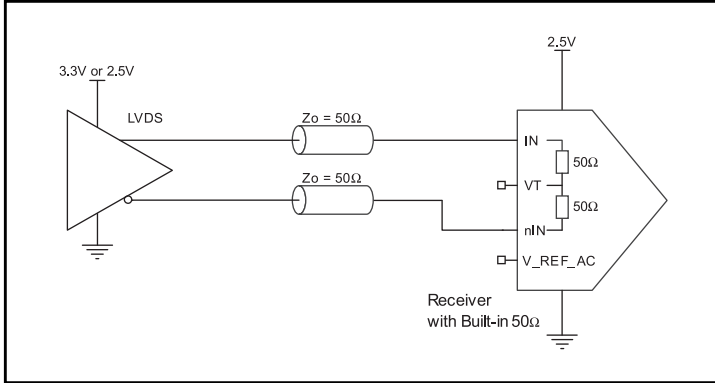 2.5V
3.3V or 2.5V
LVDS
Zo = 50Ω
IN
50Ω
Zo = 50Ω
VT
50Ω
nIN
V_REF_AC
Receiver
with Built-in 50Ω